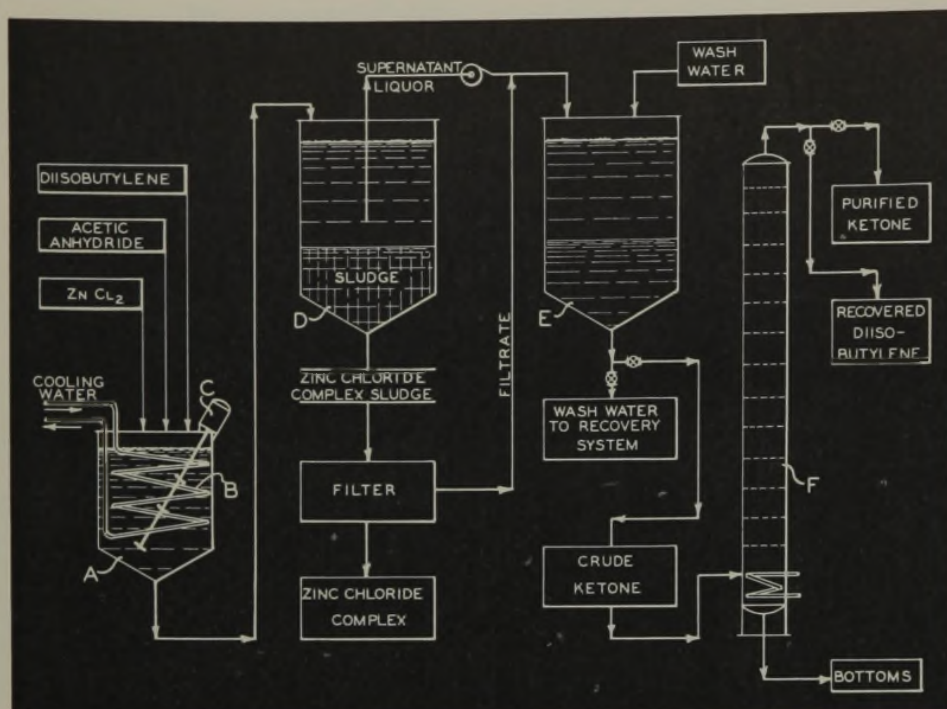 SUPERNATANT
LIQUOR
WASH
WATER
DIISOBUTYLENE
ACETIC
ANHYDRIDE
ZN CL2
COOLING
WATER
C
B
A
SLUDGE
D
ZINC CHLORIDE
COMPLEX SLUDGE
FILTER
ZINC CHLORIDE
COMPLEX
FILTRATE
E
WASH WATER
TO RECOVERY
SYSTEM
CRUDE
KETONE
PURIFIED
KETONE
RECOVERED
DIISO-
BUTYLENE
F
BOTTOMS